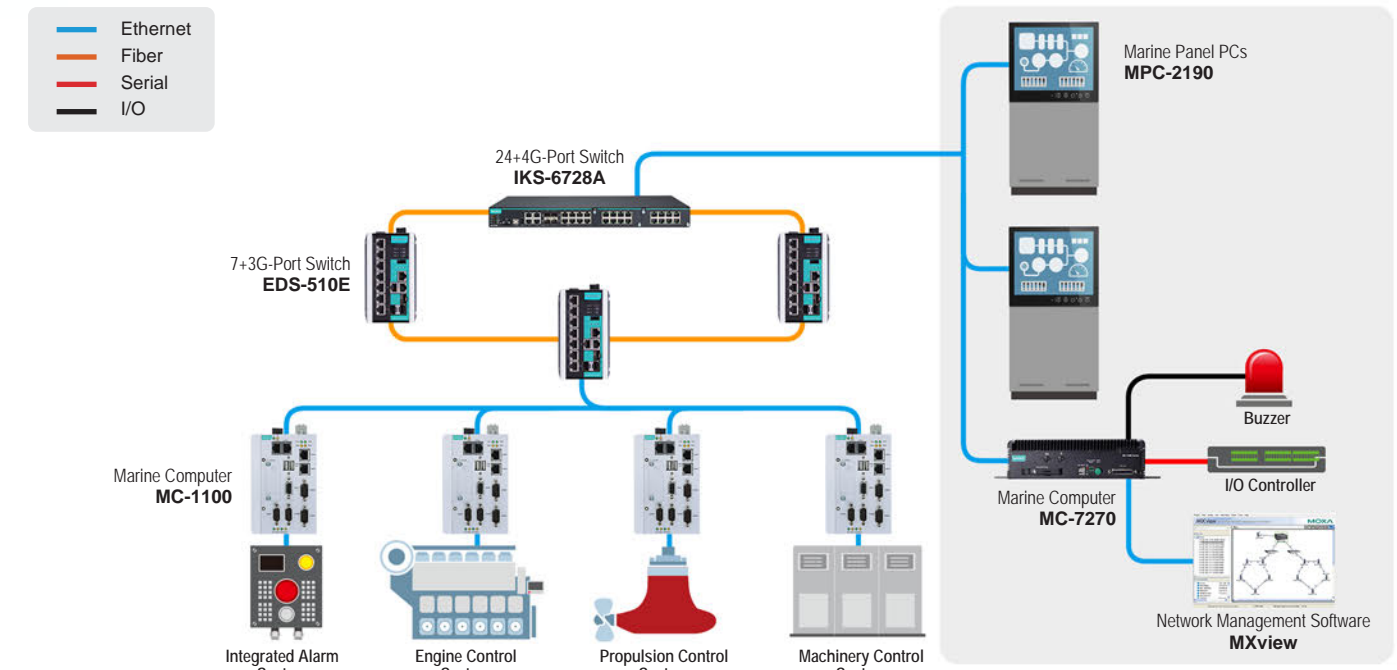 Ethernet
Fiber
Serial
I/O
Marine Panel PCs
MPC-2190
24+4G-Port Switch
IKS-6728A
7+3G-Port Switch
EDS-510E
Marine Computer
MC-1100
Buzzer
I/O Controller
Marine Computer
MC-7270
MOXA
Network Management Software
MXview
Integrated Alarm
Engine Control
Propulsion Control
Machinery Control